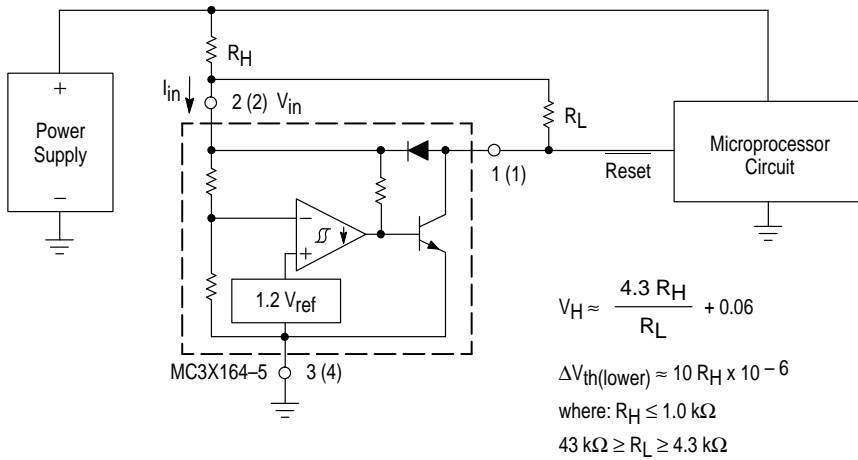 R_H
I_in
2 (2) V_in
+
Power
Supply
–
R_L
Microprocessor
Circuit
1 (1)
Reset
–
+
1.2 V_ref
V_H ≈ 4.3 R_H / R_L + 0.06
MC3X164–5 3 (4)
ΔV_th(lower) ≈ 10 R_H x 10^–6
where: R_H ≤ 1.0 kΩ
43 kΩ ≥ R_L ≥ 4.3 kΩ